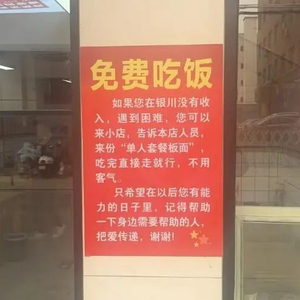 免费吃饭
如果您在银川没有收
入，遇到困难，您可以
来小店，告诉本店人员，
来份“单人套餐板面”，
吃完直接走就行，不用
客气。
只希望在以后您有能
力的日子里，记得帮助
一下身边需要帮助的人，
把爱传递，谢谢!